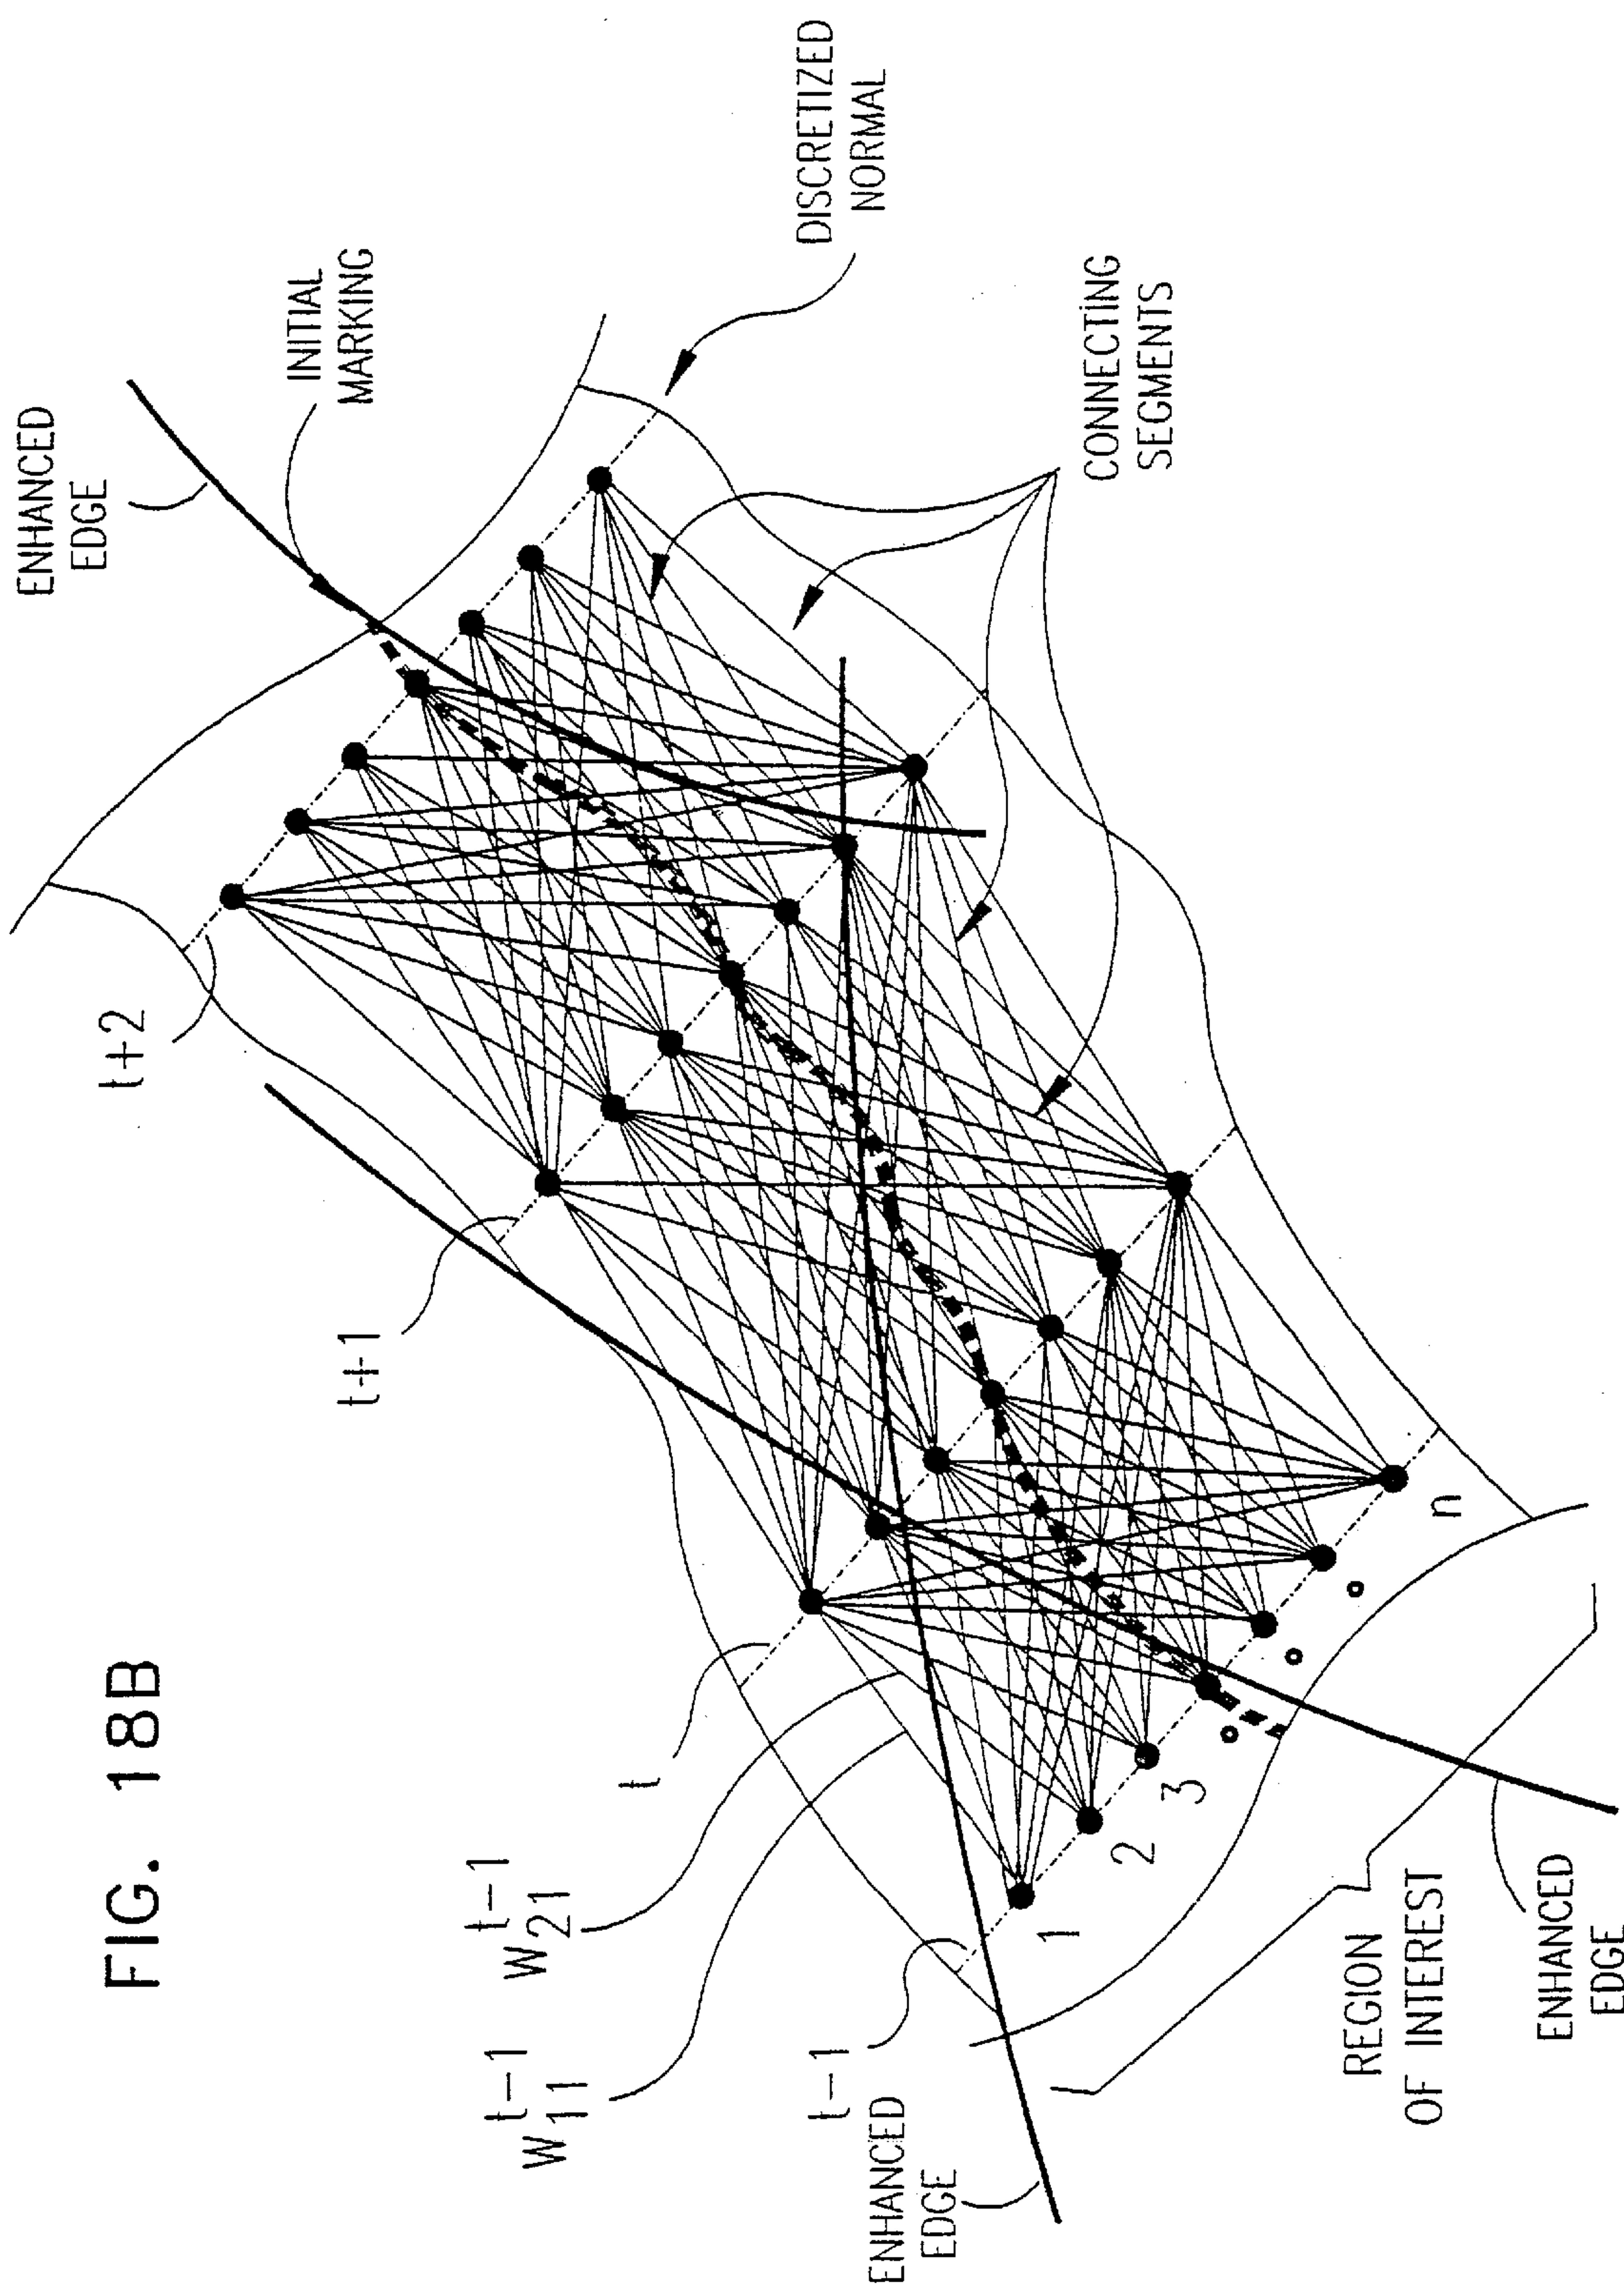 FIG. 18B
ENHANCED
EDGE
INITIAL
MARKING
DISCRETIZED
NORMAL
CONNECTING
SEGMENTS
t+2
t+1
t
w t-1 21
w t-1 11
t-1
ENHANCED
EDGE
1
2
3
n
REGION
OF INTEREST
ENHANCED
EDGE